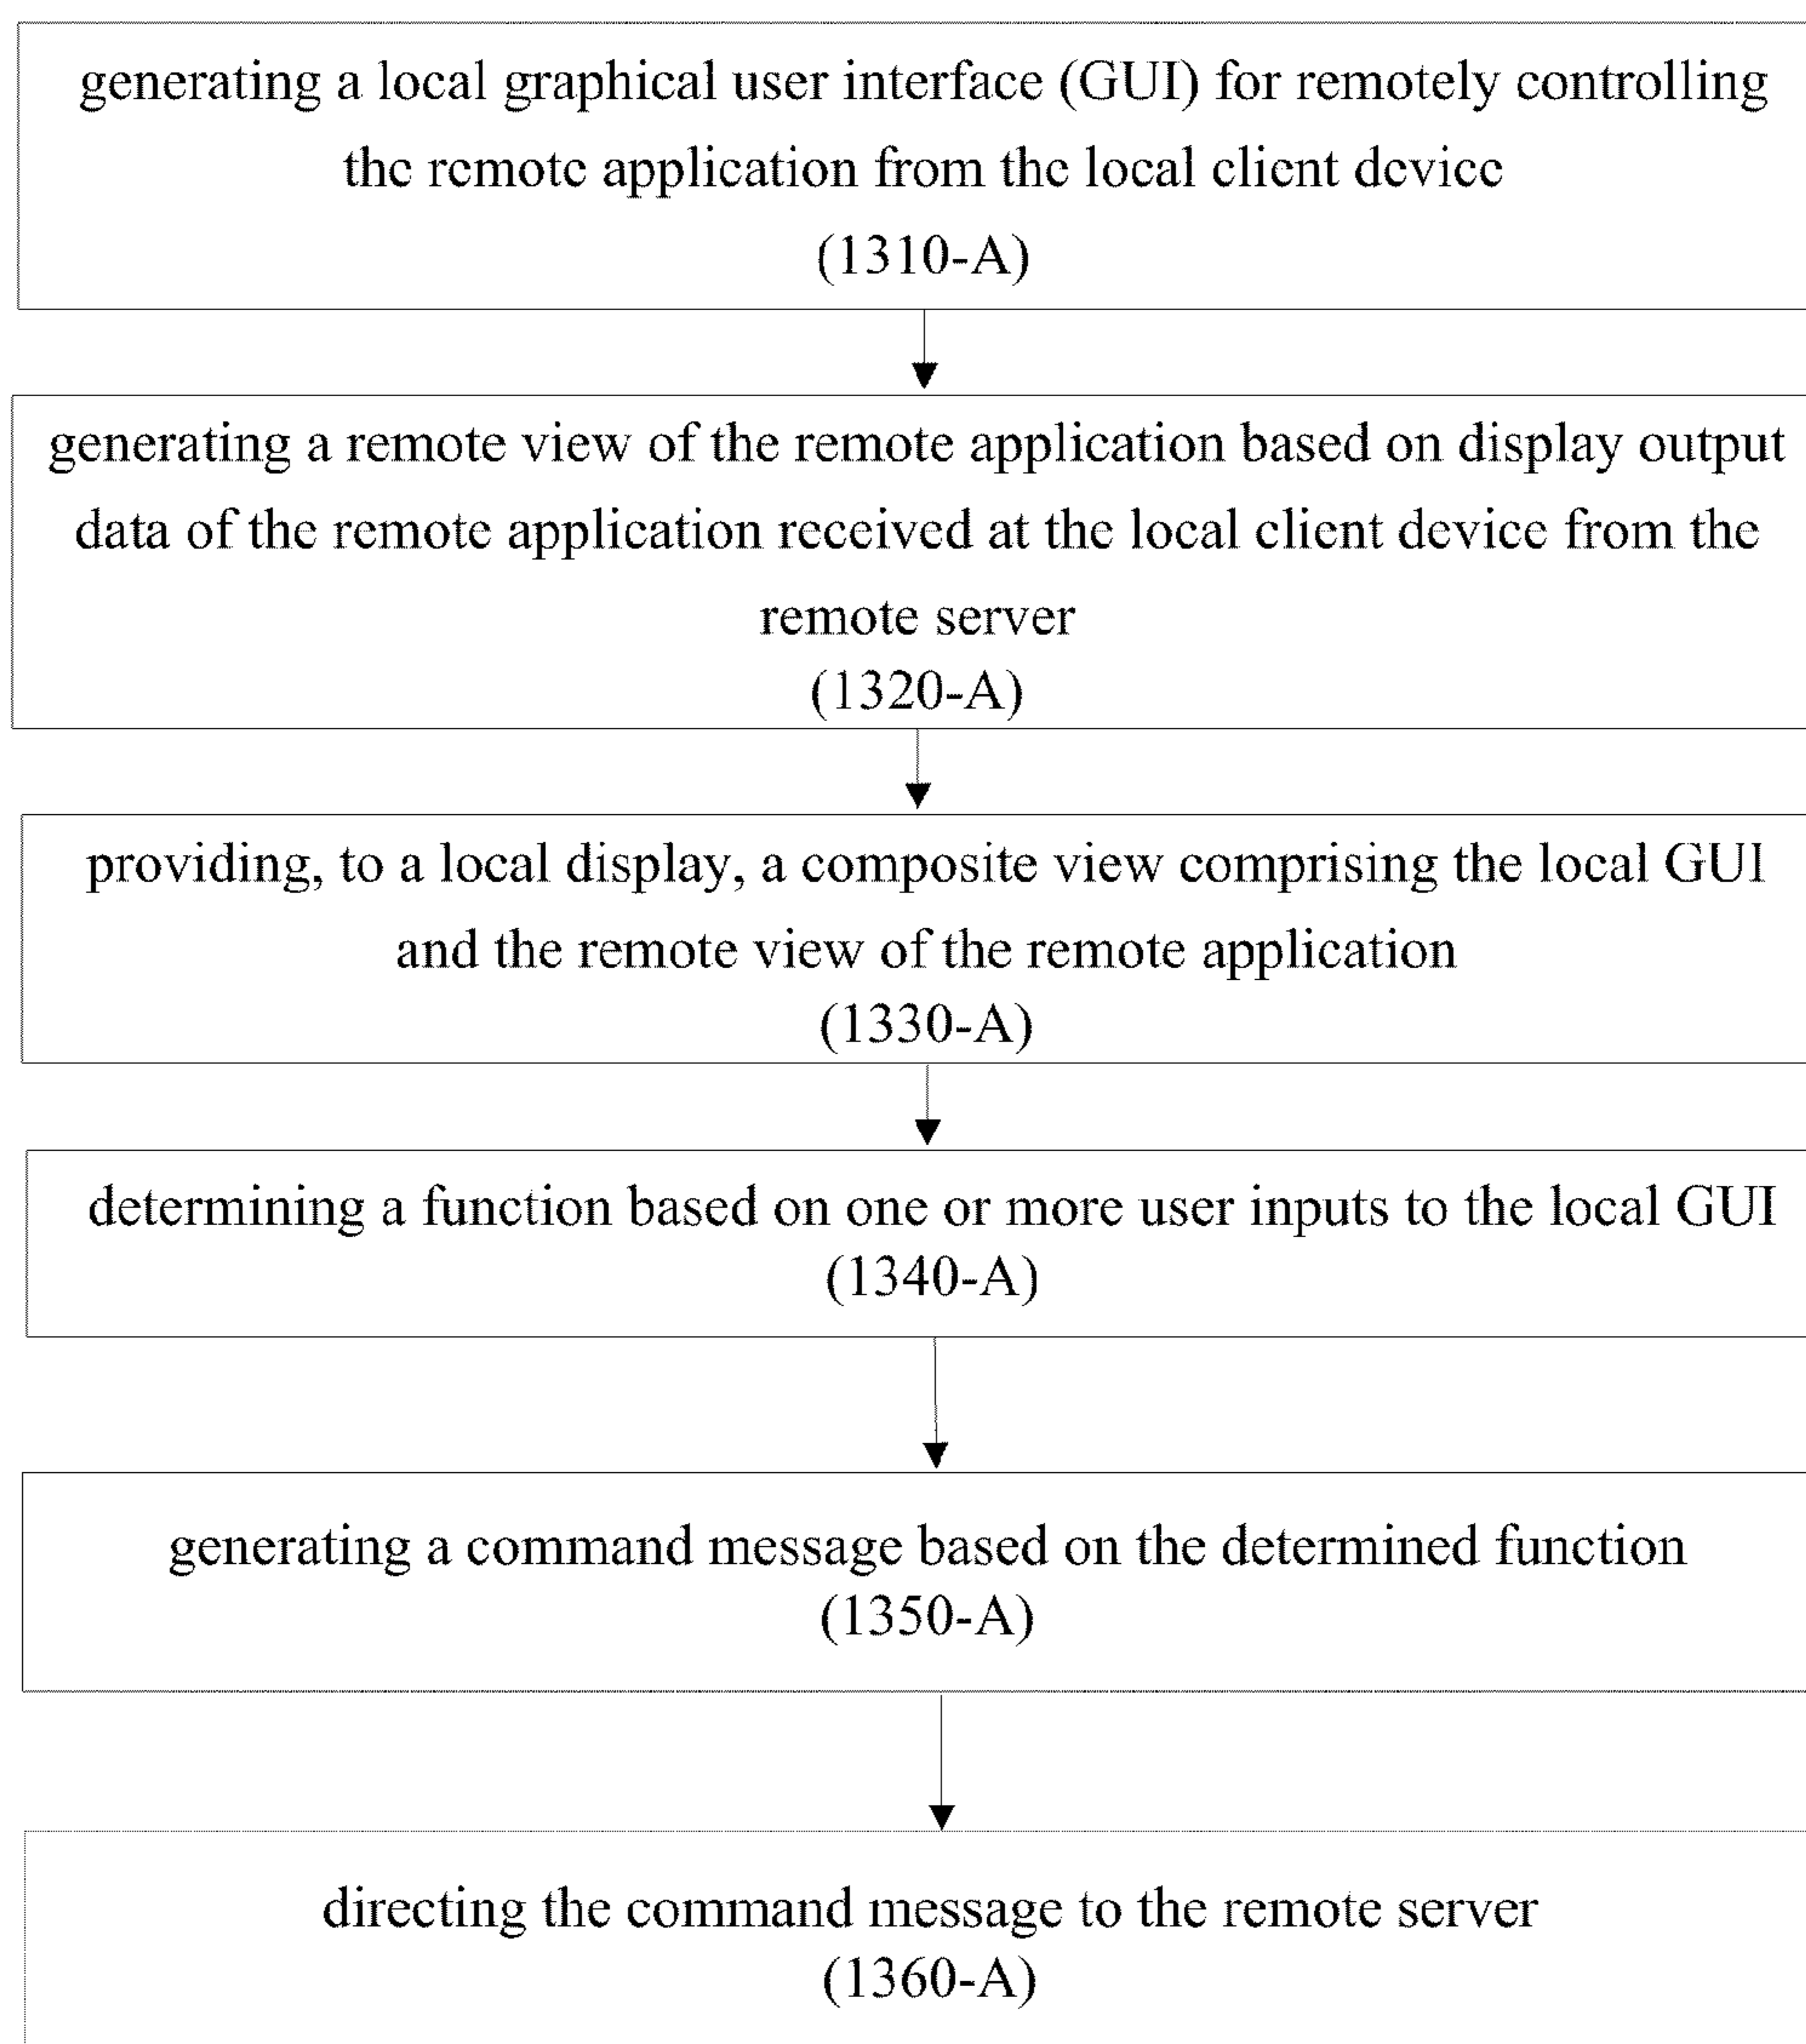 generating a local graphical user interface (GUI) for remotely controlling
the remote application from the local client device
(1310-A)
generating a remote view of the remote application based on display output
data of the remote application received at the local client device from the
remote server
(1320-A)
providing, to a local display, a composite view comprising the local GUI
and the remote view of the remote application
(1330-A)
determining a function based on one or more user inputs to the local GUI
(1340-A)
generating a command message based on the determined function
(1350-A)
directing the command message to the remote server
(1360-A)